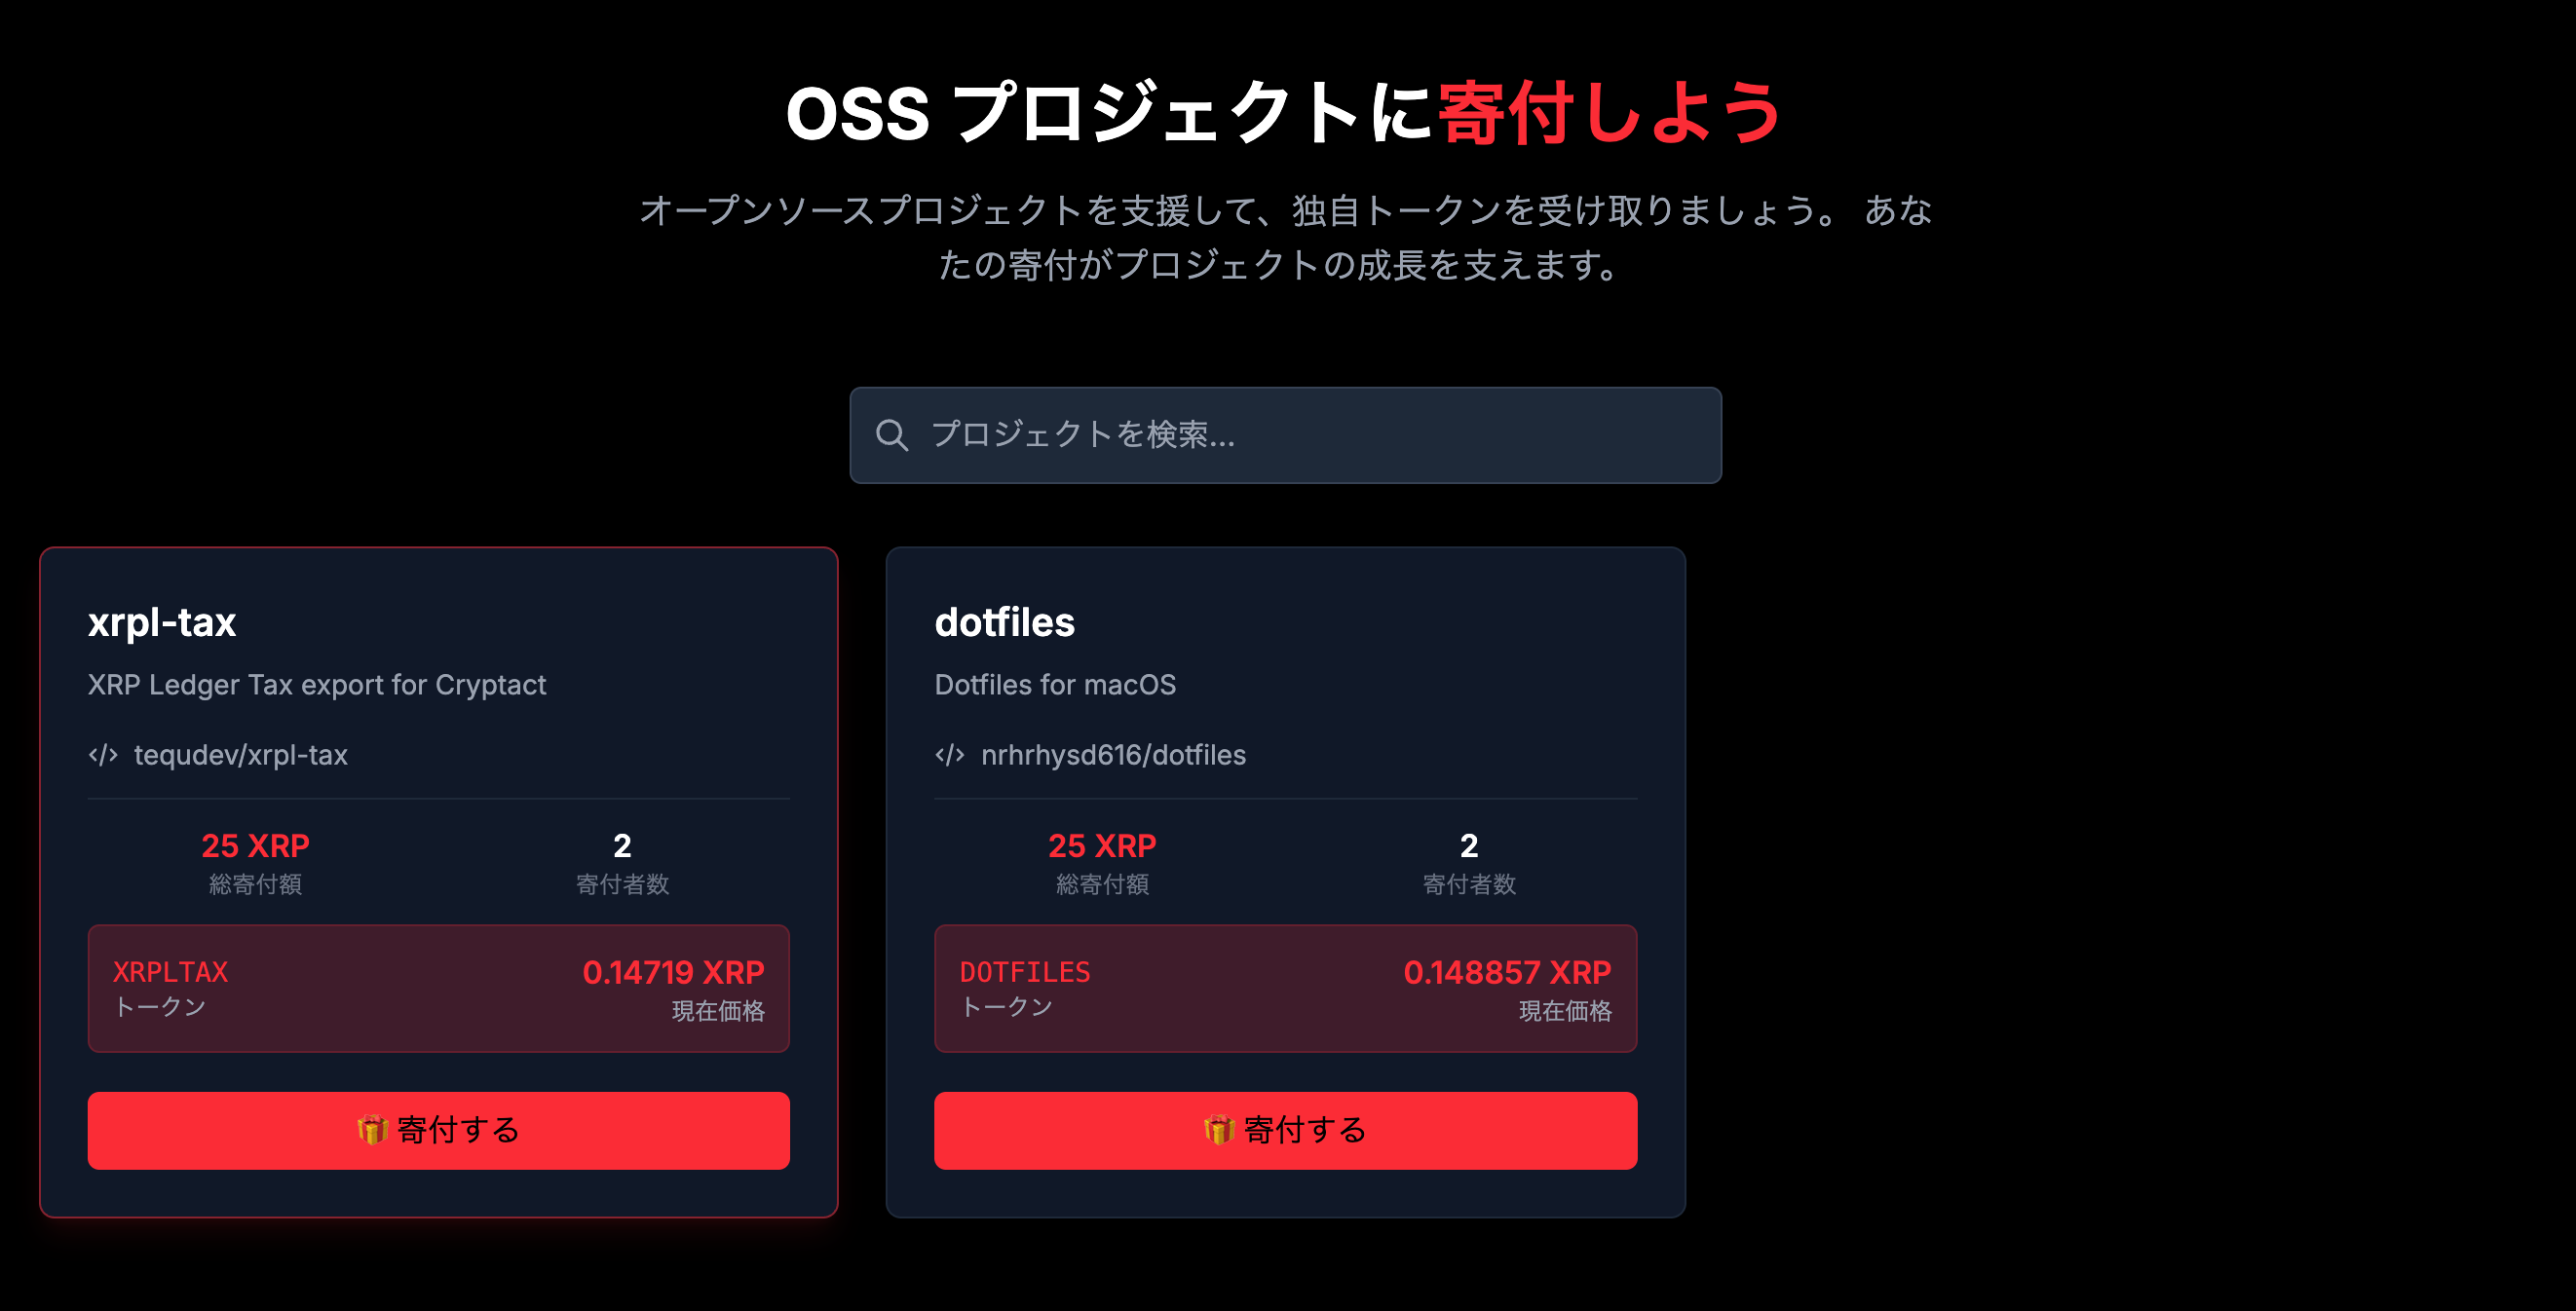 OSS プロジェクトに寄付しよう
オープンソースプロジェクトを支援して、独自トークンを受け取りましょう。 あな
たの寄付がプロジェクトの成長を支えます。
プロジェクトを検索...
xrpl-tax
XRP Ledger Tax export for Cryptact
tequdev/xrpl-tax
25 XRP
総寄付額
2
寄付者数
XRPLTAX
トークン
0.14719 XRP
現在価格
🎁 寄付する
dotfiles
Dotfiles for macOS
nrhrhysd616/dotfiles
25 XRP
総寄付額
2
寄付者数
DOTFILES
トークン
0.148857 XRP
現在価格
🎁 寄付する